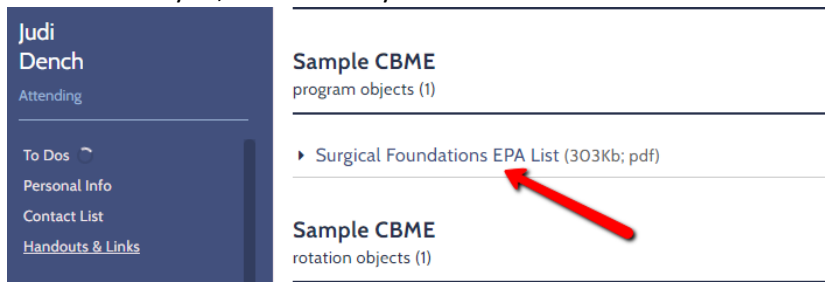 Judi
Dench
Attending
To Dos
Personal Info
Contact List
Handouts & Links
Sample CBME
program objects (1)
Surgical Foundations EPA List (303Kb; pdf)
Sample CBME
rotation objects (1)